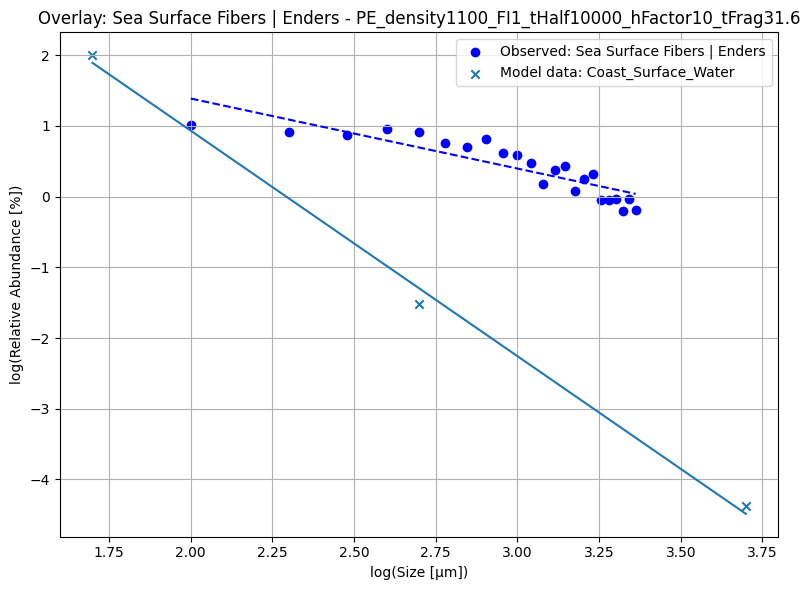 Overlay: Sea Surface Fibers | Enders - PE_density1100_FI1_tHalf10000_hFactor10_tFrag31.6
Observed: Sea Surface Fibers | Enders
Model data: Coast_Surface_Water
log(Relative Abundance [%])
2
1
0
−1
−2
−3
−4
1.75 2.00 2.25 2.50 2.75 3.00 3.25 3.50 3.75
log(Size [μm])